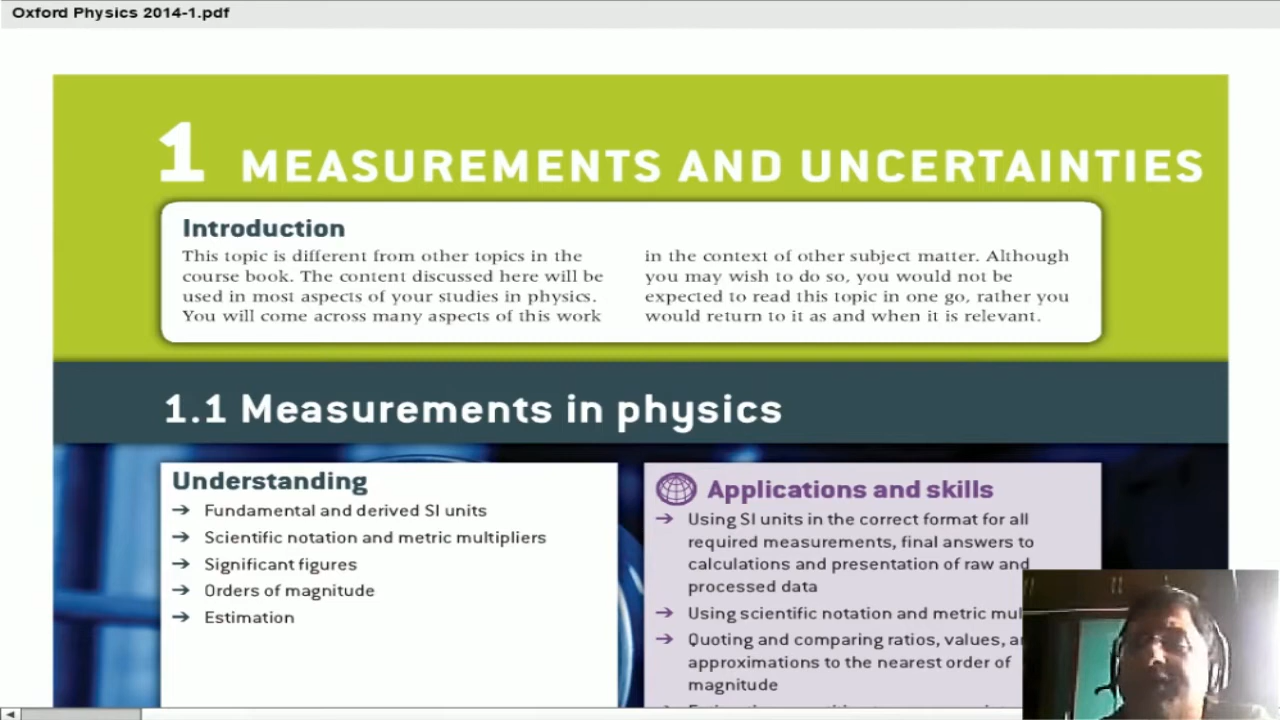 Oxford Physics 2014-1.pdf
1 MEASUREMENTS AND UNCERTAINTIES
Introduction
This topic is different from other topics in the
course book. The content discussed here will be
used in most aspects of your studies in physics.
You will come across many aspects of this work
in the context of other subject matter. Although
you may wish to do so, you would not be
expected to read this topic in one go, rather you
would return to it as and when it is relevant.
1.1 Measurements in physics
Understanding
→ Fundamental and derived SI units
→ Scientific notation and metric multipliers
→ Significant figures
→ Orders of magnitude
→ Estimation
Applications and skills
→ Using SI units in the correct format for all
required measurements, final answers to
calculations and presentation of raw and
processed data
→ Using scientific notation and metric
→ Quoting and comparing ratios, values,
approximations to the nearest order of
magnitude